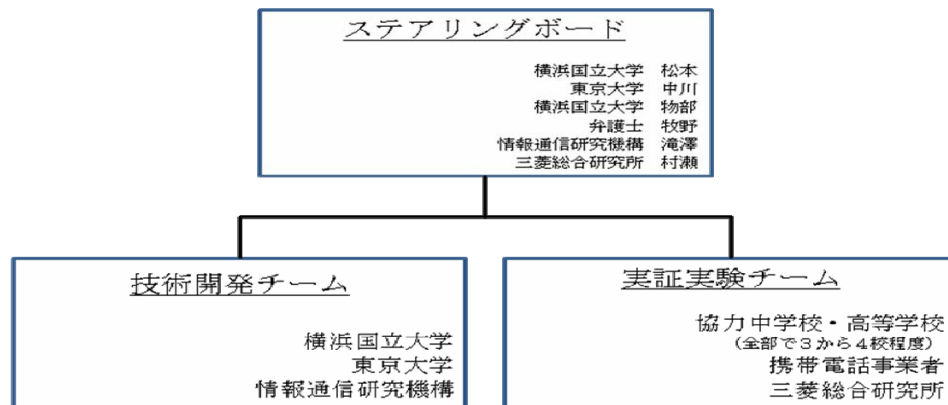 ステアリングボード
横浜国立大学 松本
東京大学 中川
横浜国立大学 物部
弁護士 牧野
情報通信研究機構 滝澤
三菱総合研究所 村瀬
技術開発チーム
横浜国立大学
東京大学
情報通信研究機構
実証実験チーム
協力中学校・高等学校
(全部で3から4校程度)
携帯電話事業者
三菱総合研究所